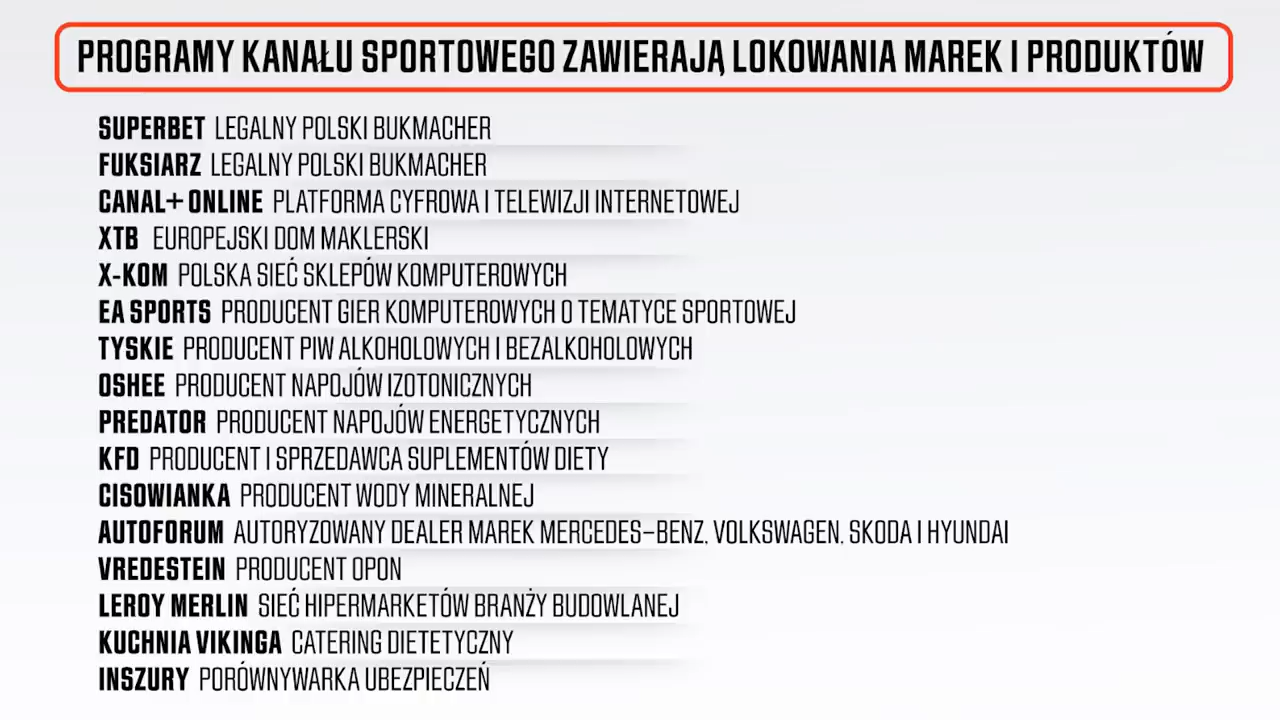 PROGRAMY KANAŁU SPORTOWEGO ZAWIERAJĄ LOKOWANIA MAREK I PRODUKTÓW
SUPERBET LEGALNY POLSKI BUKMACHER
FUKSIARZ LEGALNY POLSKI BUKMACHER
CANAL+ ONLINE PLATFORMA CYFROWA I TELEWIZJI INTERNETOWEJ
XTB EUROPEJSKI DOM MAKLERSKI
X-KOM POLSKA SIEĆ SKLEPÓW KOMPUTEROWYCH
EA SPORTS PRODUCENT GIER KOMPUTEROWYCH O TEMATYCE SPORTOWEJ
TYSKIE PRODUCENT PIW ALKOHOLOWYCH I BEZALKOHOLOWYCH
OSHEE PRODUCENT NAPOJÓW IZOTONICZNYCH
PREDATOR PRODUCENT NAPOJÓW ENERGETYCZNYCH
KFD PRODUCENT I SPRZEDAWCA SUPLEMENTÓW DIETY
CISOWIANKA PRODUCENT WODY MINERALNEJ
AUTOFORUM AUTORYZOWANY DEALER MAREK MERCEDES-BENZ, VOLKSWAGEN, SKODA I HYUNDAI
VREDESTEIN PRODUCENT OPON
LEROY MERLIN SIEĆ HIPERMARKETÓW BRANŻY BUDOWLANEJ
KUCHNIA VIKINGA CATERING DIETETYCZNY
INSZURY PORÓWNYWARKA UBEZPIECZEŃ